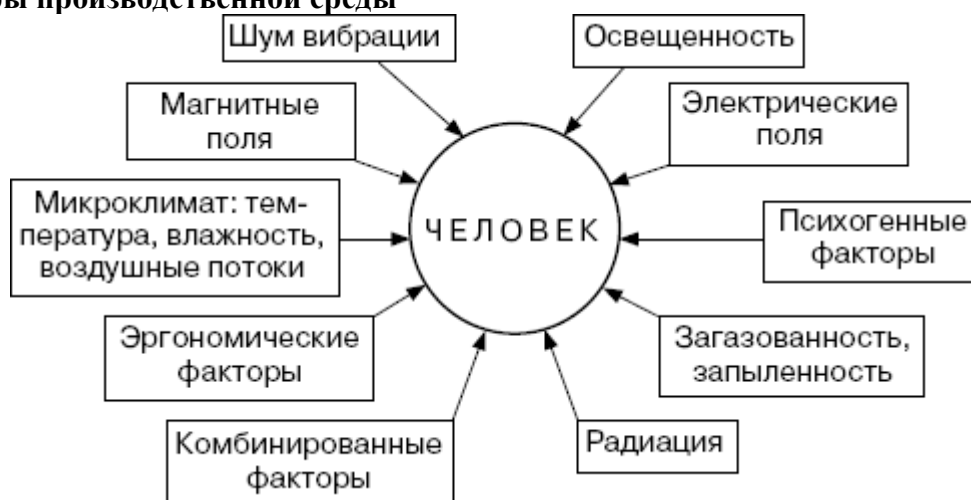 ы производственной среды
Шум вибрации
Освещенность
Магнитные
поля
Электрические
поля
Микроклимат: тем-
пература, влажность,
воздушные потоки
ЧЕЛОВЕК
Психогенные
факторы
Эргономические
факторы
Загазованность,
запыленность
Комбинированные
факторы
Радиация